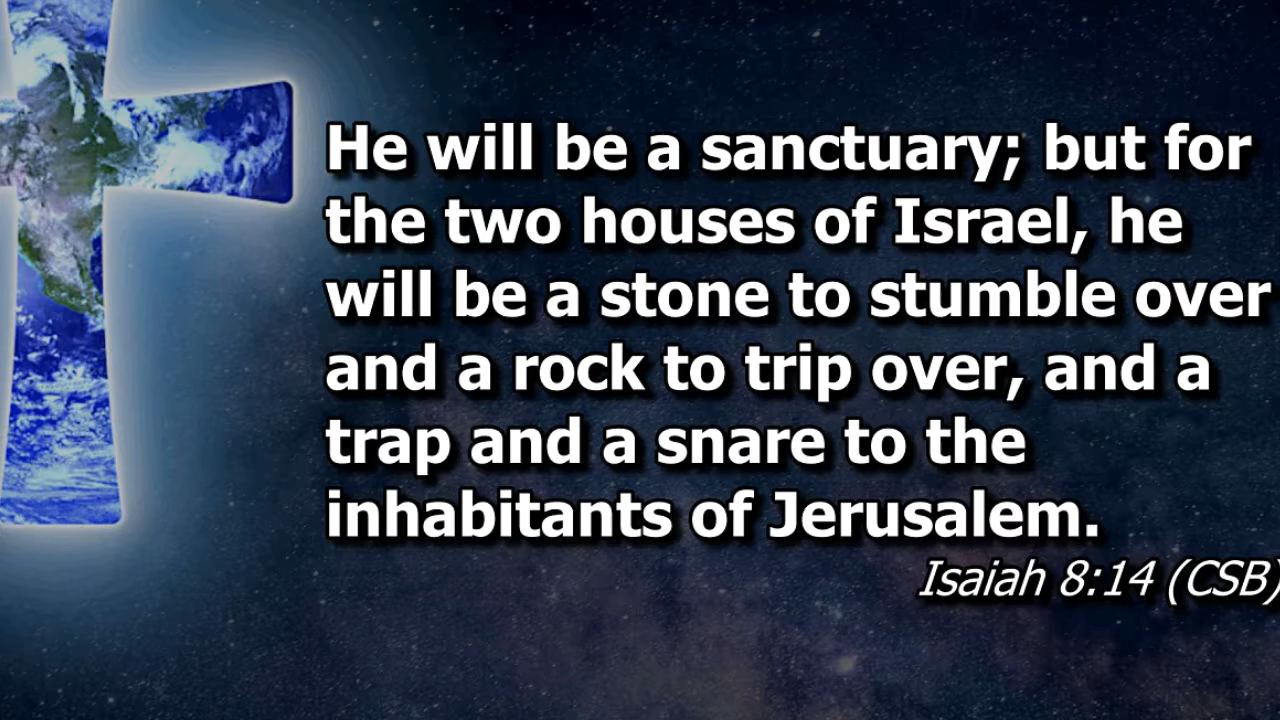 He will be a sanctuary; but for
the two houses of Israel, he
will be a stone to stumble over
and a rock to trip over, and a
trap and a snare to the
inhabitants of Jerusalem.
Isaiah 8:14 (CSB)